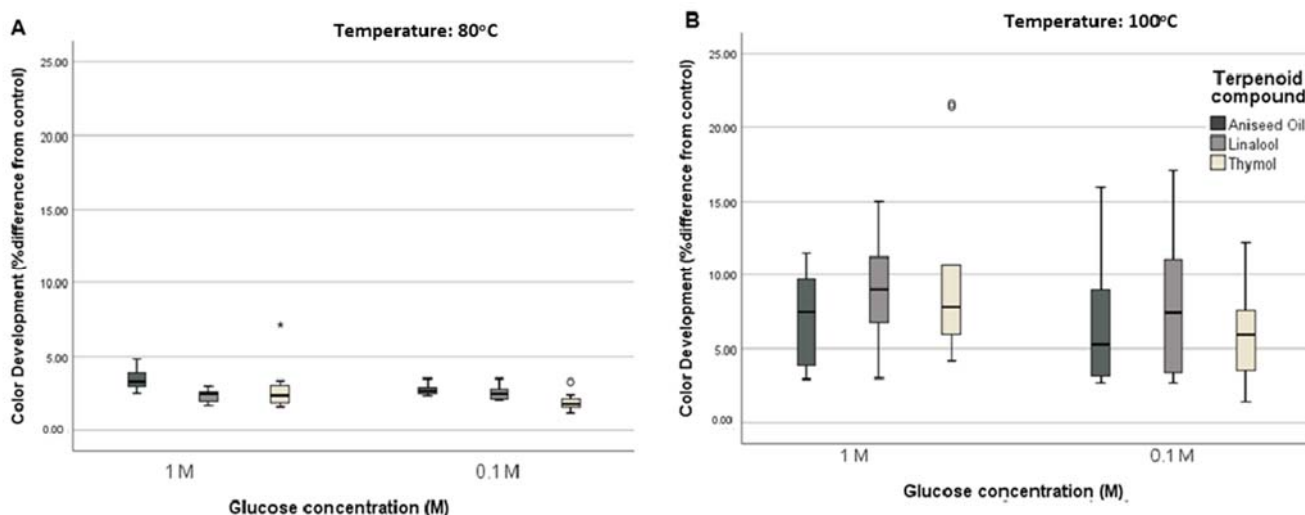 A
Temperature: 80°C
Color Development (%difference from control)
25.00
20.00
15.00
10.00
5.00
0.00
1 M
0.1 M
Glucose concentration (M)
*
o
B
Temperature: 100°C
Color Development (%difference from control)
25.00
20.00
15.00
10.00
5.00
0.00
1 M
0.1 M
Glucose concentration (M)
Terpenoid
compound
Aniseed Oil
Linalool
Thymol